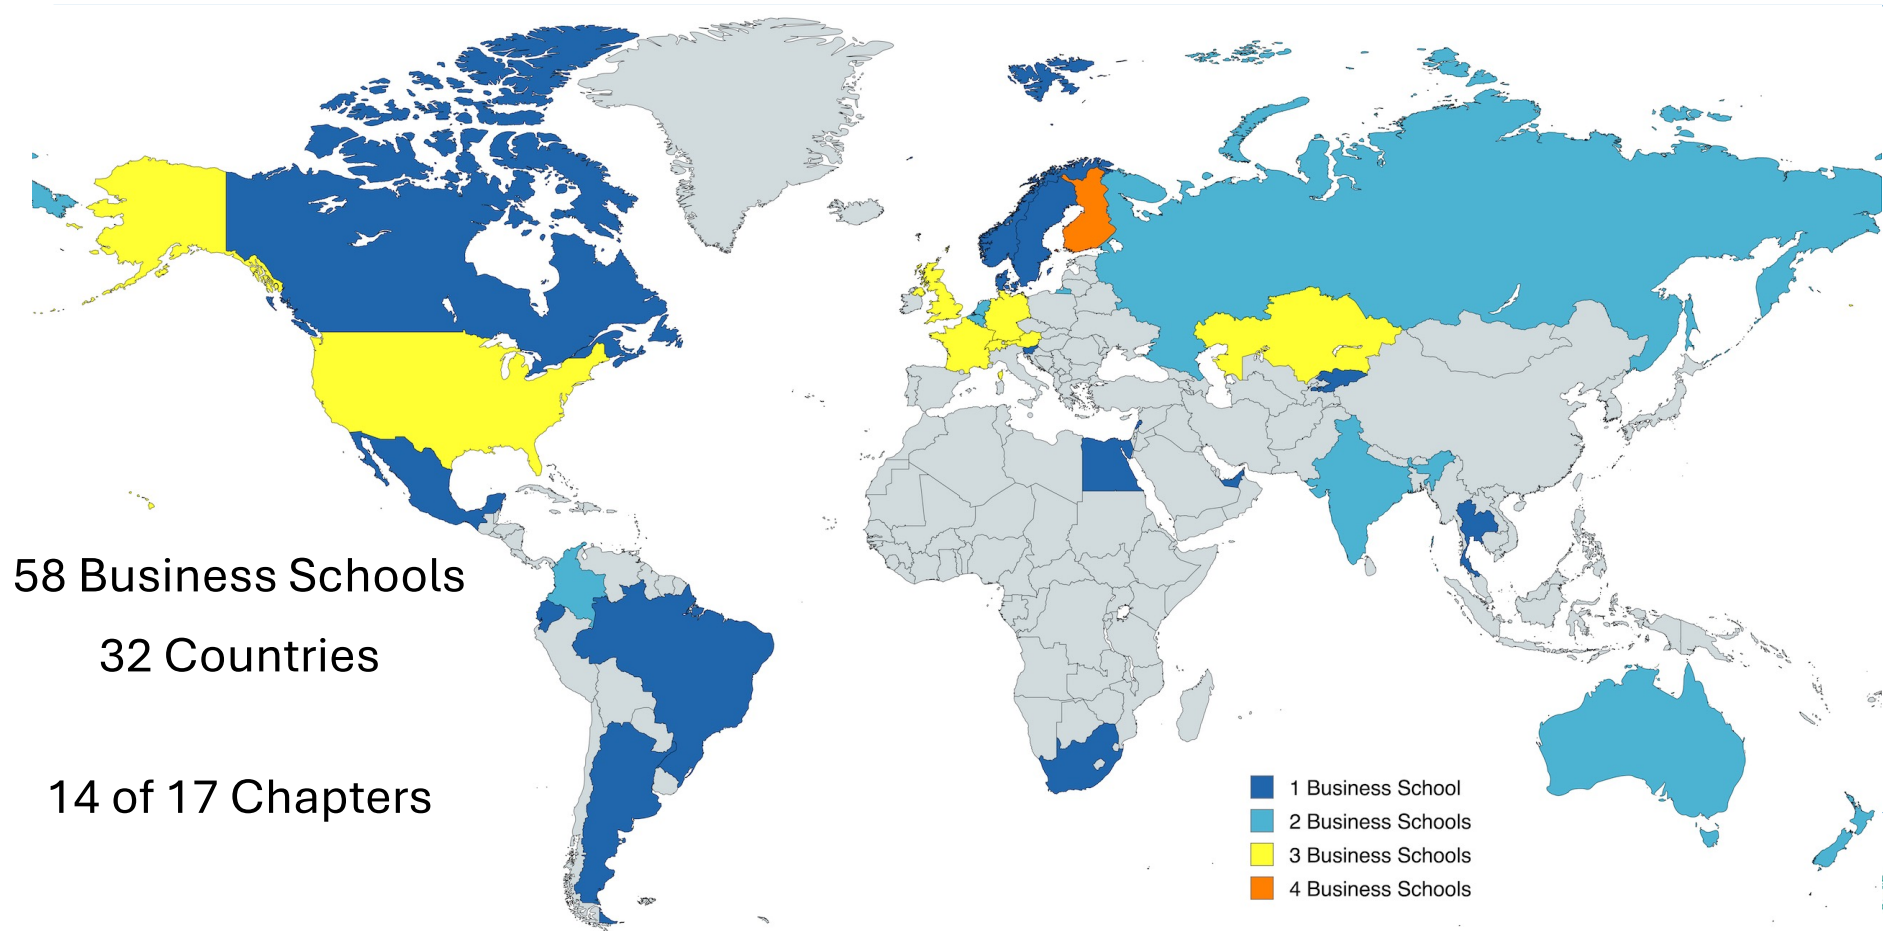 58 Business Schools
32 Countries
14 of 17 Chapters
1 Business School
2 Business Schools
3 Business Schools
4 Business Schools